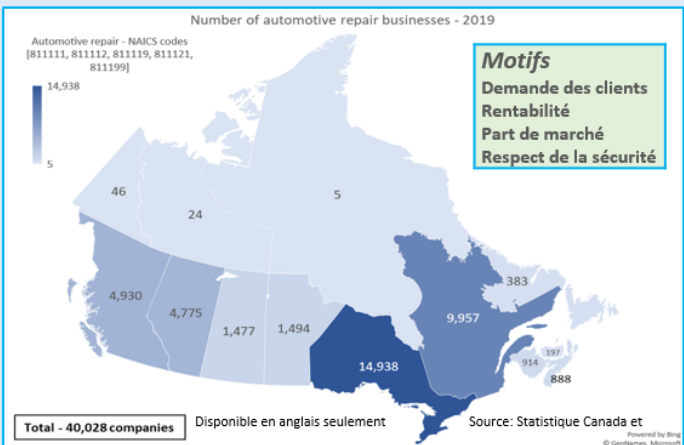 Number of automotive repair businesses - 2019
Automotive repair - NAICS codes
[811111, 811112, 811119, 811121,
811199]
14,938
5
Motifs
Demande des clients
Rentabilité
Part de marché
Respect de la sécurité
46
24
5
4,930
4,775
1,477
1,494
14,938
9,957
383
914
197
888
Total - 40,028 companies
Disponible en anglais seulement
Source: Statistique Canada et
Powered by Bing
© GeoNames, Microsoft